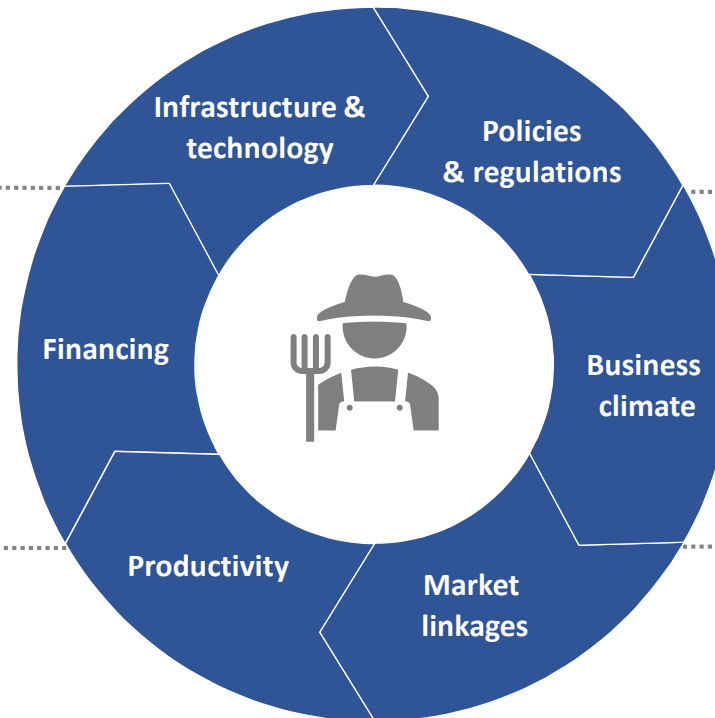 Infrastructure &
technology
Policies
& regulations
Financing
Business
climate
Productivity
Market
linkages